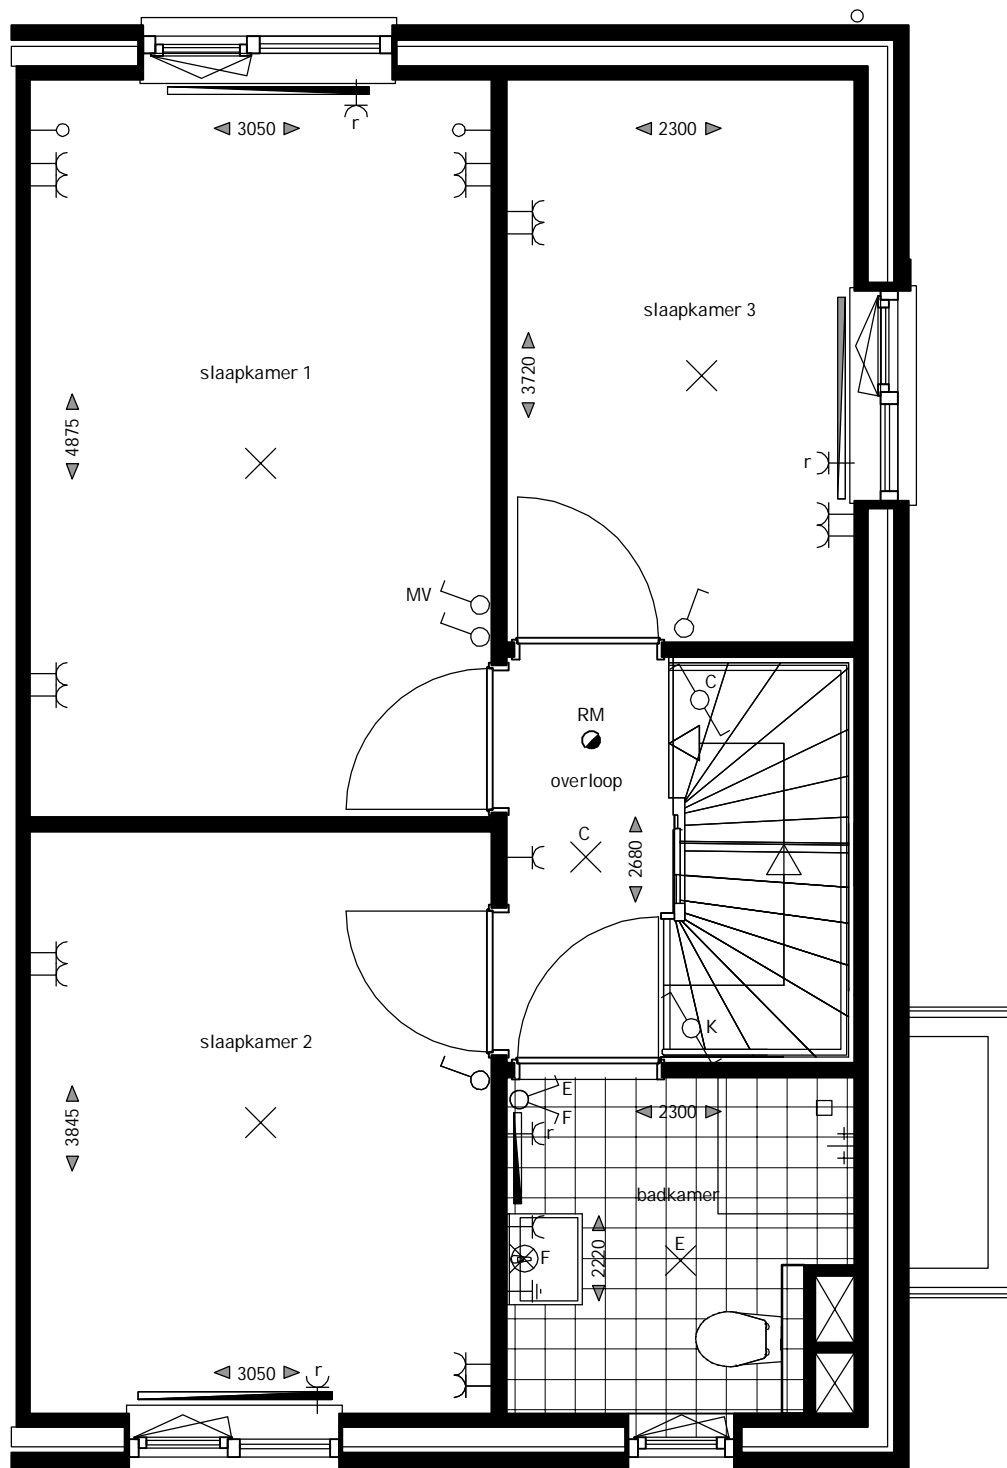 r
3050
2300
slaapkamer 3
slaapkamer 1
3720
4875
r
MV
C
RM
overloop
C
2680
K
slaapkamer 2
E
F
2300
r
3845
badkamer
E
F
2220
3050
r